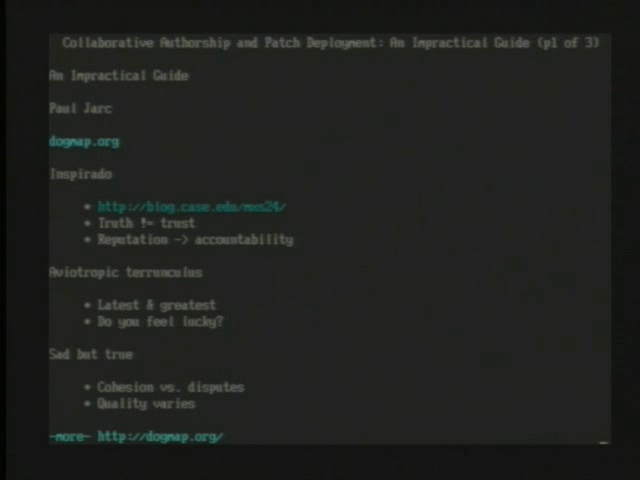 Collaborative Authorship and Patch Deployment: An Impractical Guide (p1 of 3)
An Impractical Guide
Paul Jarc
dogmap.org
Inspirado
* http://blog.case.edu/mxs24/
* Truth != trust
* Reputation -> accountability
Aviotropic terrunculus
* Latest & greatest
* Do you feel lucky?
Sad but true
* Cohesion vs. disputes
* Quality varies
-more- http://dogmap.org/